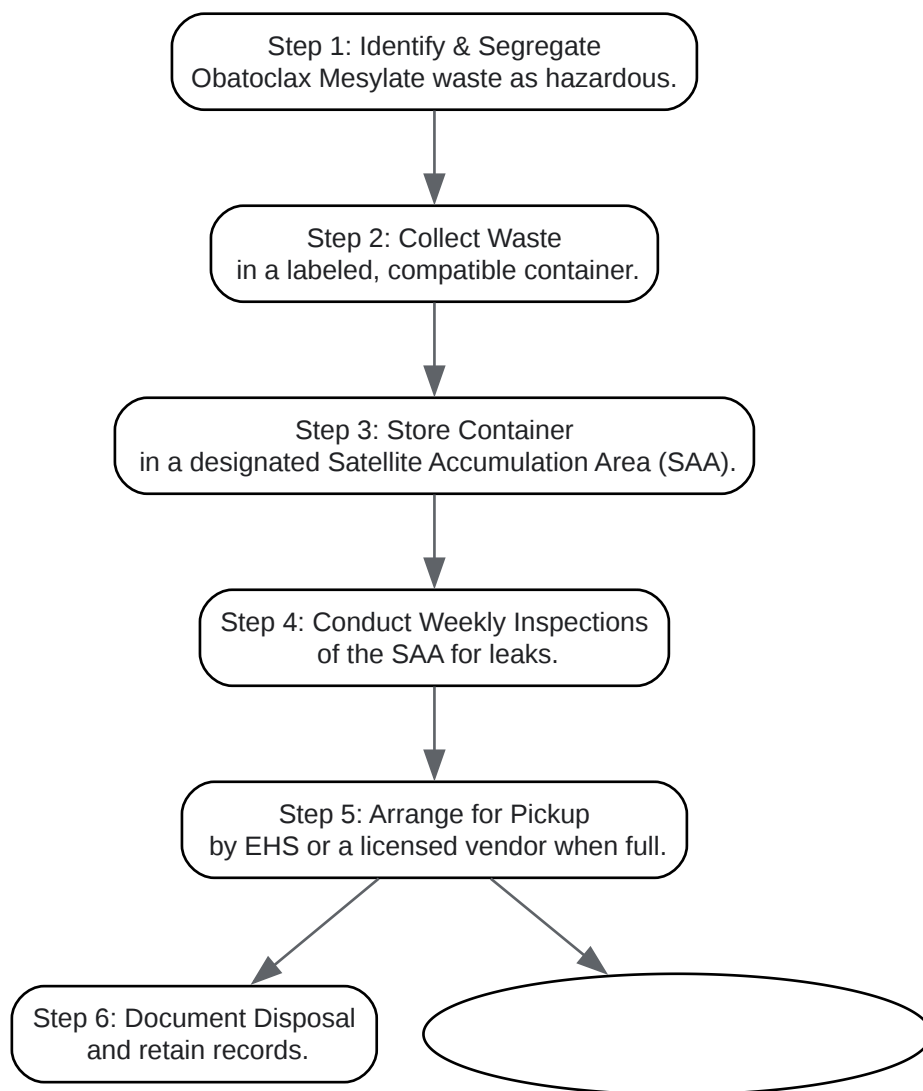 Step 1: Identify & Segregate
Obatoclax Mesylate waste as hazardous.
Step 2: Collect Waste
in a labeled, compatible container.
Step 3: Store Container
in a designated Satellite Accumulation Area (SAA).
Step 4: Conduct Weekly Inspections
of the SAA for leaks.
Step 5: Arrange for Pickup
by EHS or a licensed vendor when full.
Step 6: Document Disposal
and retain records.